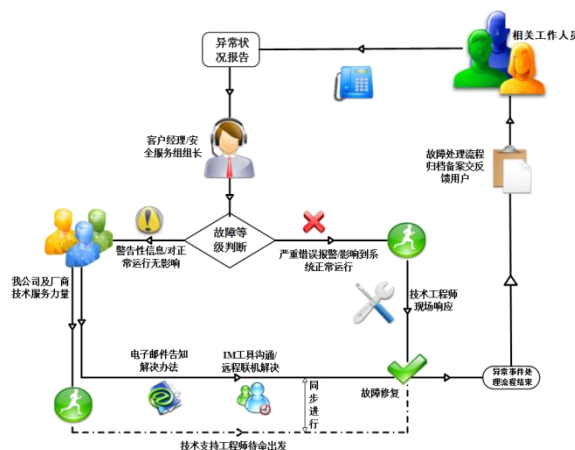 异常状
况报告
相关工作人员
客户经理/安
全服务组组长
故障处理流程
归档备案交反
馈用户
故障等
级判断
警告性信息/对正
常运行无影响
严重错误报警/影响到系
统正常运行
我公司及厂商
技术服务力量
技术工程师
现场响应
电子邮件告知
解决办法
IM工具沟通/
远程联机解决
同步进行
故障修复
异常事件处
理流程结束
技术支持工程师待命出发